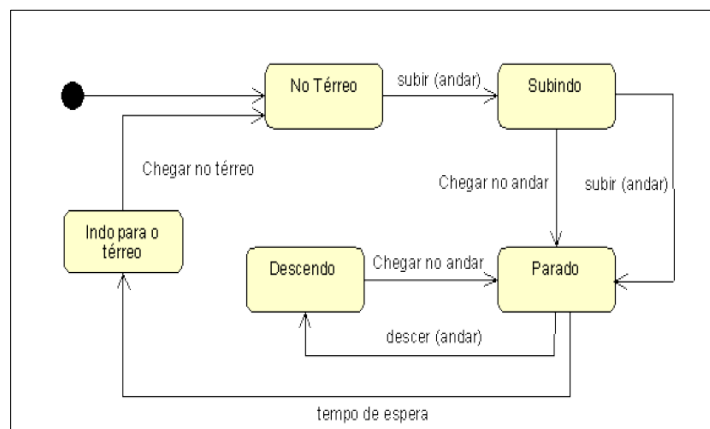 No Térreo
subir (andar)
Subindo
Chegar no térreo
Chegar no andar
subir (andar)
Indo para o
térreo
Descendo
Chegar no andar
Parado
descer (andar)
tempo de espera